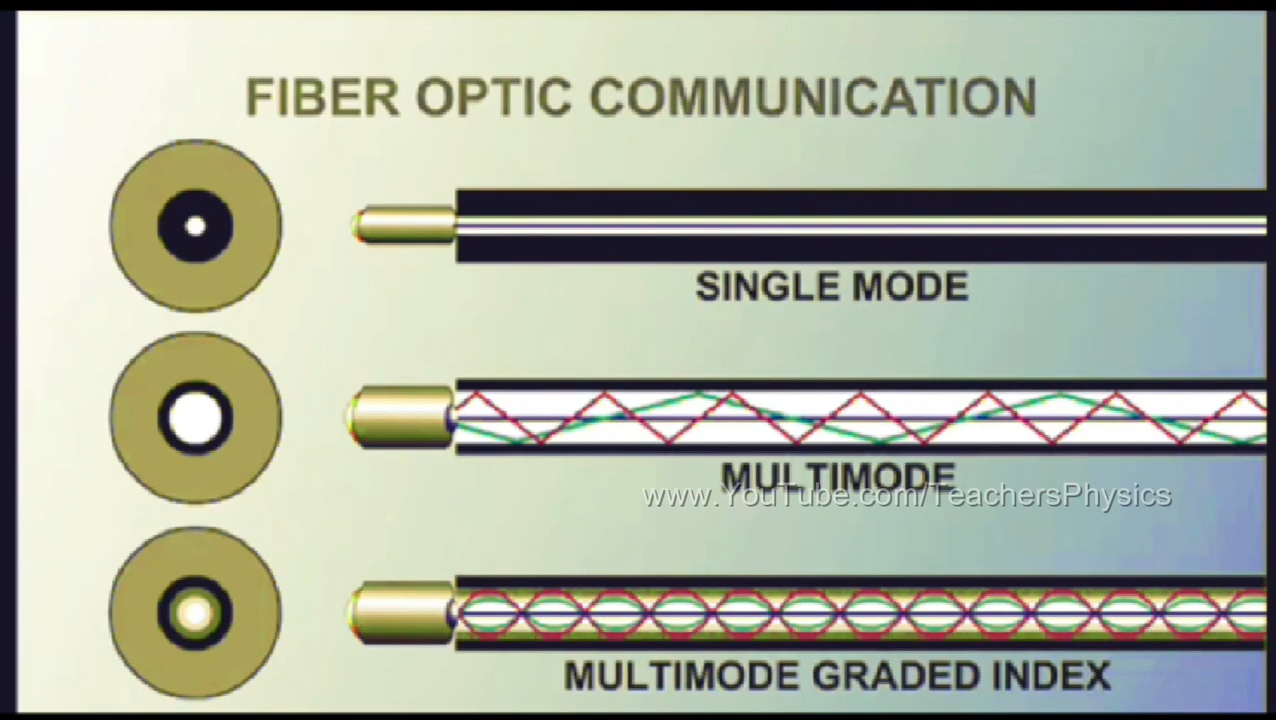 FIBER OPTIC COMMUNICATION
SINGLE MODE
MULTIMODE
www.YouTube.com/TeachersPhysics
MULTIMODE GRADED INDEX